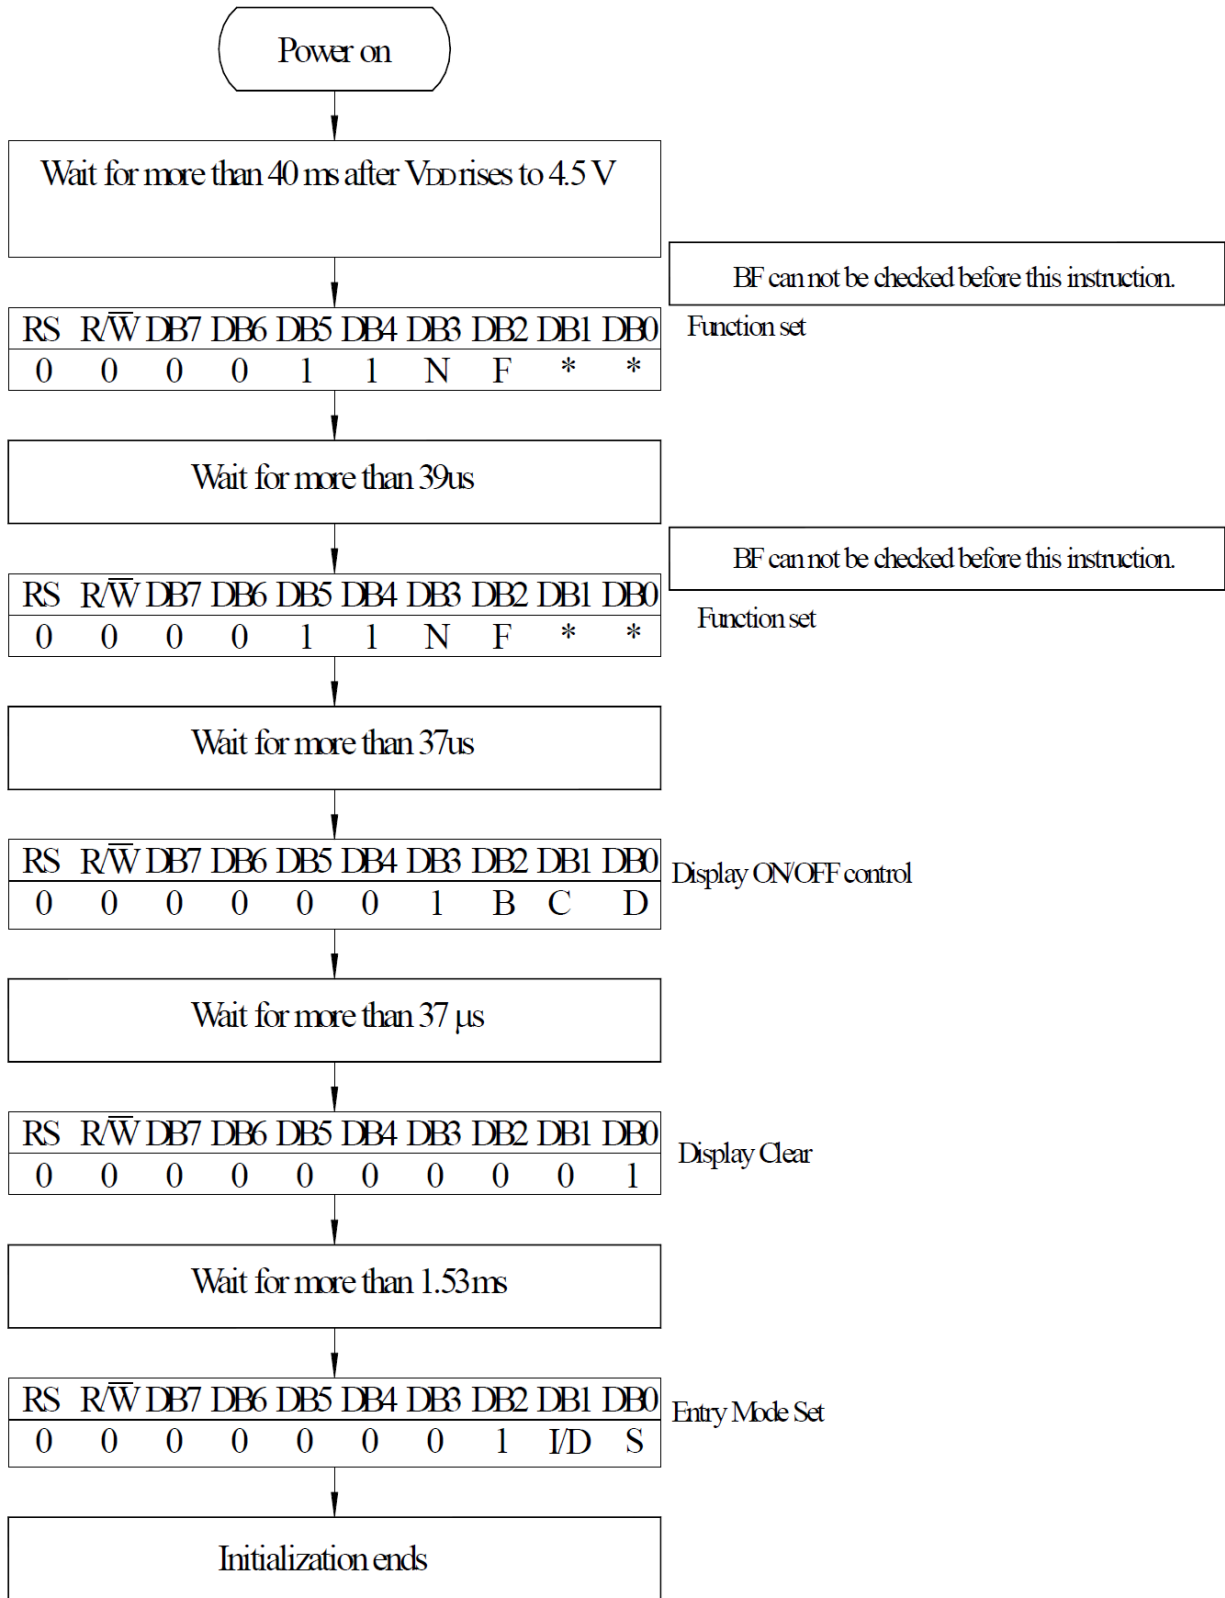 Power on
Wait for more than 40 ms after VDD rises to 4.5 V
BF can not be checked before this instruction.
RS R/W̅ DB7 DB6 DB5 DB4 DB3 DB2 DB1 DB0
Function set
0 0 0 0 1 1 N F * *
Wait for more than 39us
BF can not be checked before this instruction.
RS R/W̅ DB7 DB6 DB5 DB4 DB3 DB2 DB1 DB0
Function set
0 0 0 0 1 1 N F * *
Wait for more than 37us
RS R/W̅ DB7 DB6 DB5 DB4 DB3 DB2 DB1 DB0
Display ON/OFF control
0 0 0 0 0 0 1 B C D
Wait for more than 37 μs
RS R/W̅ DB7 DB6 DB5 DB4 DB3 DB2 DB1 DB0
Display Clear
0 0 0 0 0 0 0 0 0 1
Wait for more than 1.53ms
RS R/W̅ DB7 DB6 DB5 DB4 DB3 DB2 DB1 DB0
Entry Mode Set
0 0 0 0 0 0 0 1 I/D S
Initialization ends